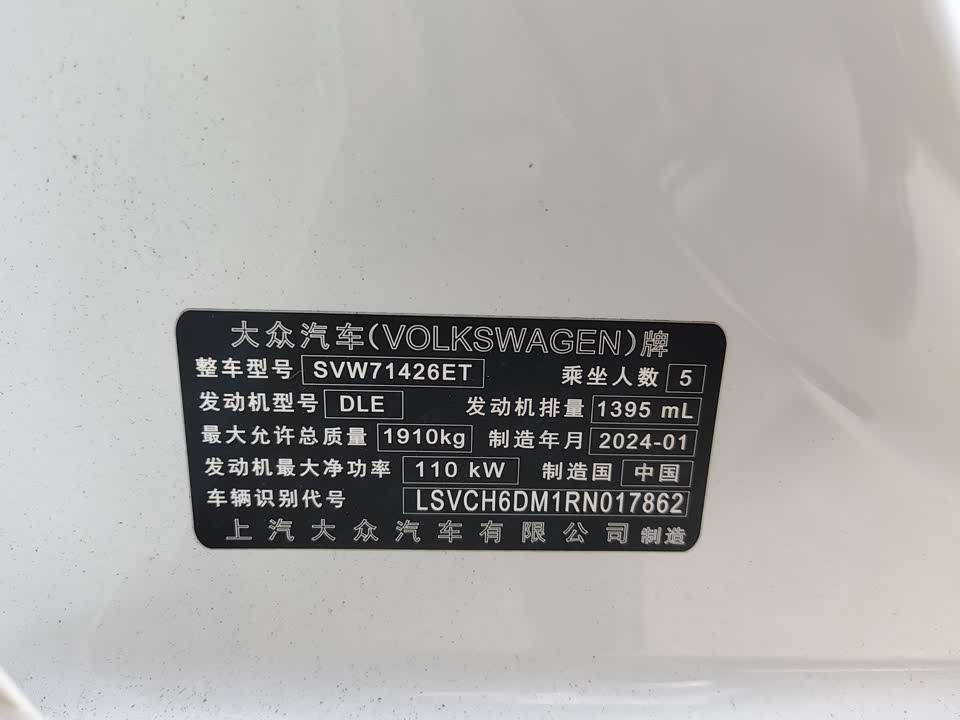 大众汽车(VOLKSWAGEN)牌
整车型号 SVW71426ET 乘坐人数 5
发动机型号 DLE 发动机排量 1395 mL
最大允许总质量 1910kg 制造年月 2024-01
发动机最大净功率 110 kW 制造国 中国
车辆识别代号 LSVCH6DM1RN017862
上汽大众汽车有限公司 制造